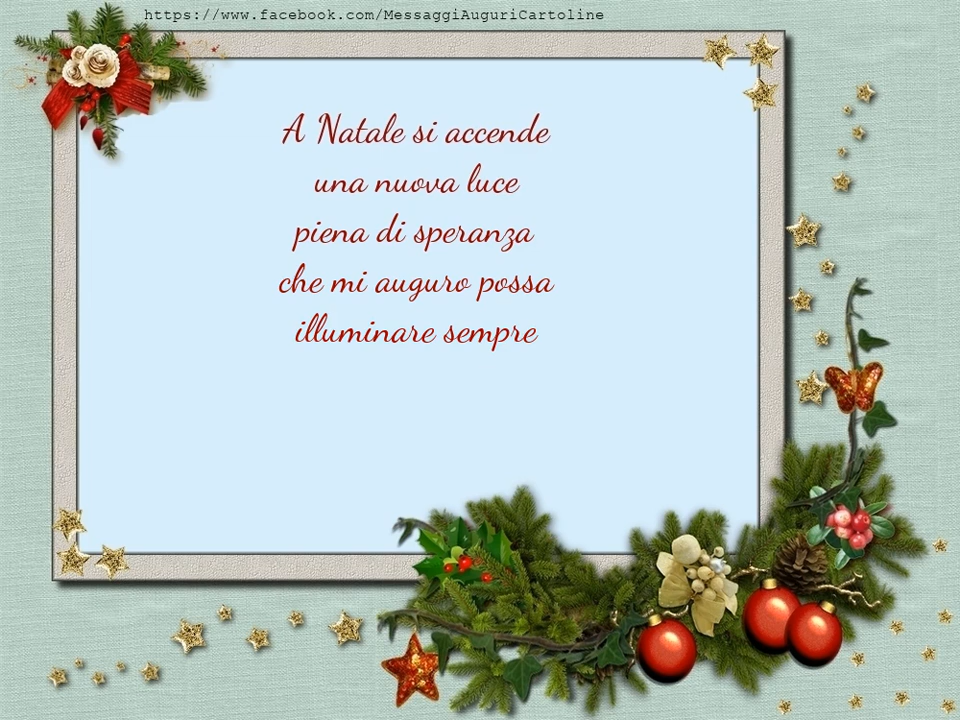 https://www.facebook.com/MessaggiAuguriCartoline
A Natale si accende
una nuova luce
piena di speranza
che mi auguro possa
illuminare sempre